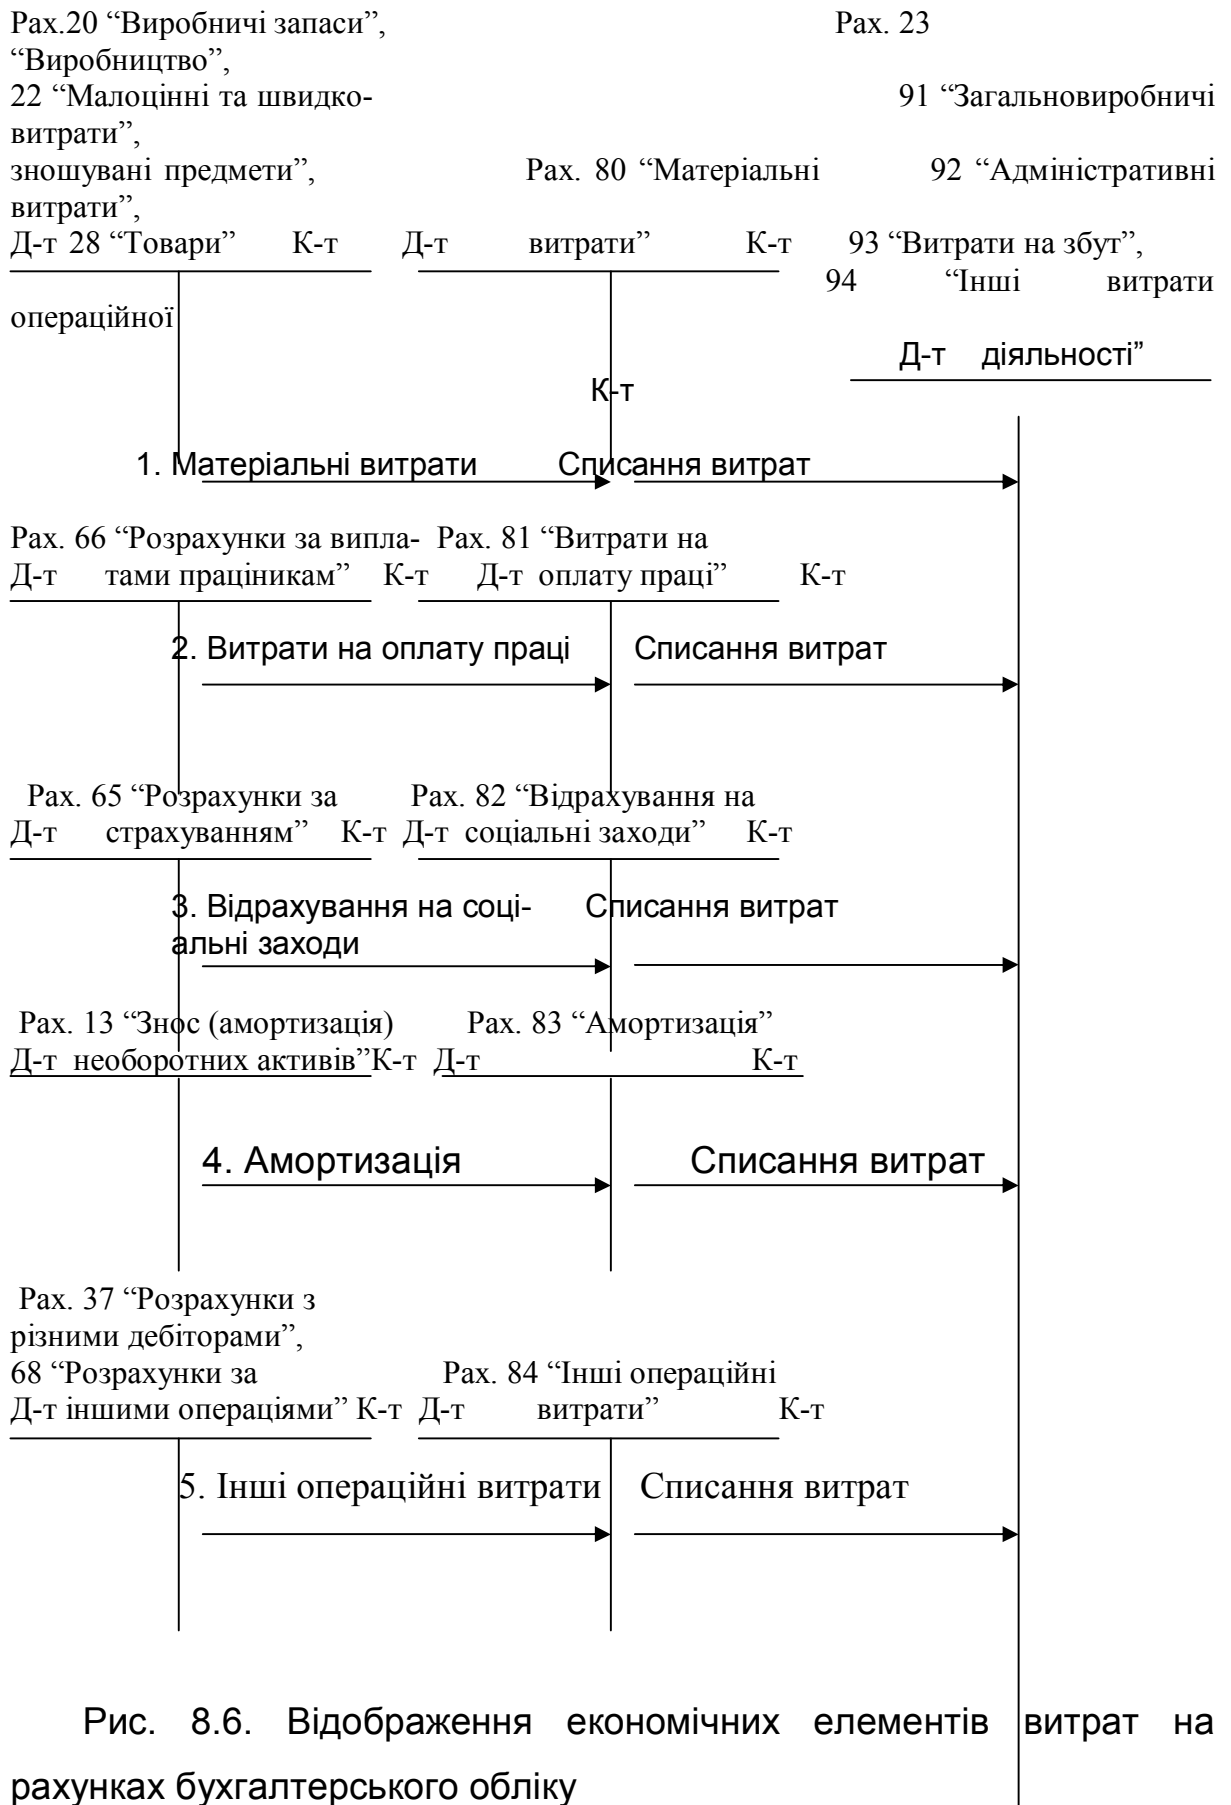 Рах.20 “Виробничі запаси”, Рах. 23
“Виробництво”,
22 “Малоцінні та швидко- 91 “Загальновиробничі
витрати”,
зношувані предмети”, Рах. 80 “Матеріальні 92 “Адміністративні
витрати”,
Д-т 28 “Товари” К-т Д-т витрати” К-т 93 “Витрати на збут”,
94 “Інші витрати
операційної
Д-т діяльності”
К-т
1. Матеріальні витрати Списання витрат
Рах. 66 “Розрахунки за випла- Рах. 81 “Витрати на
Д-т тами праціникам” К-т Д-т оплату праці” К-т
2. Витрати на оплату праці Списання витрат
Рах. 65 “Розрахунки за Рах. 82 “Відрахування на
Д-т страхуванням” К-т Д-т соціальні заходи” К-т
3. Відрахування на соці- Списання витрат
альні заходи
Рах. 13 “Знос (амортизація) Рах. 83 “Амортизація”
Д-т необоротних активів”К-т Д-т К-т
4. Амортизація Списання витрат
Рах. 37 “Розрахунки з
різними дебіторами”,
68 “Розрахунки за Рах. 84 “Інші операційні
Д-т іншими операціями” К-т Д-т витрати” К-т
5. Інші операційні витрати Списання витрат
Рис. 8.6. Відображення економічних елементів витрат на
рахунках бухгалтерського обліку